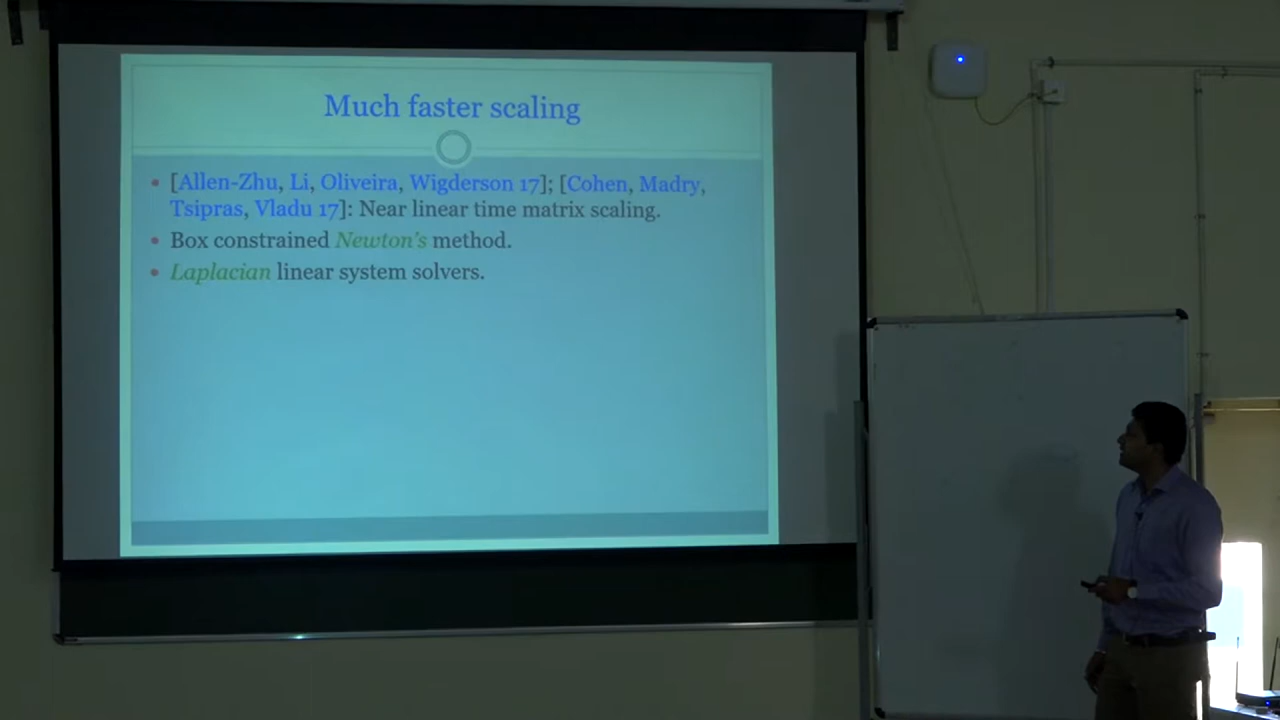 Much faster scaling
• [Allen-Zhu, Li, Oliveira, Wigderson 17]; [Cohen, Madry,
Tsipras, Vladu 17]: Near linear time matrix scaling.
• Box constrained Newton's method.
• Laplacian linear system solvers.